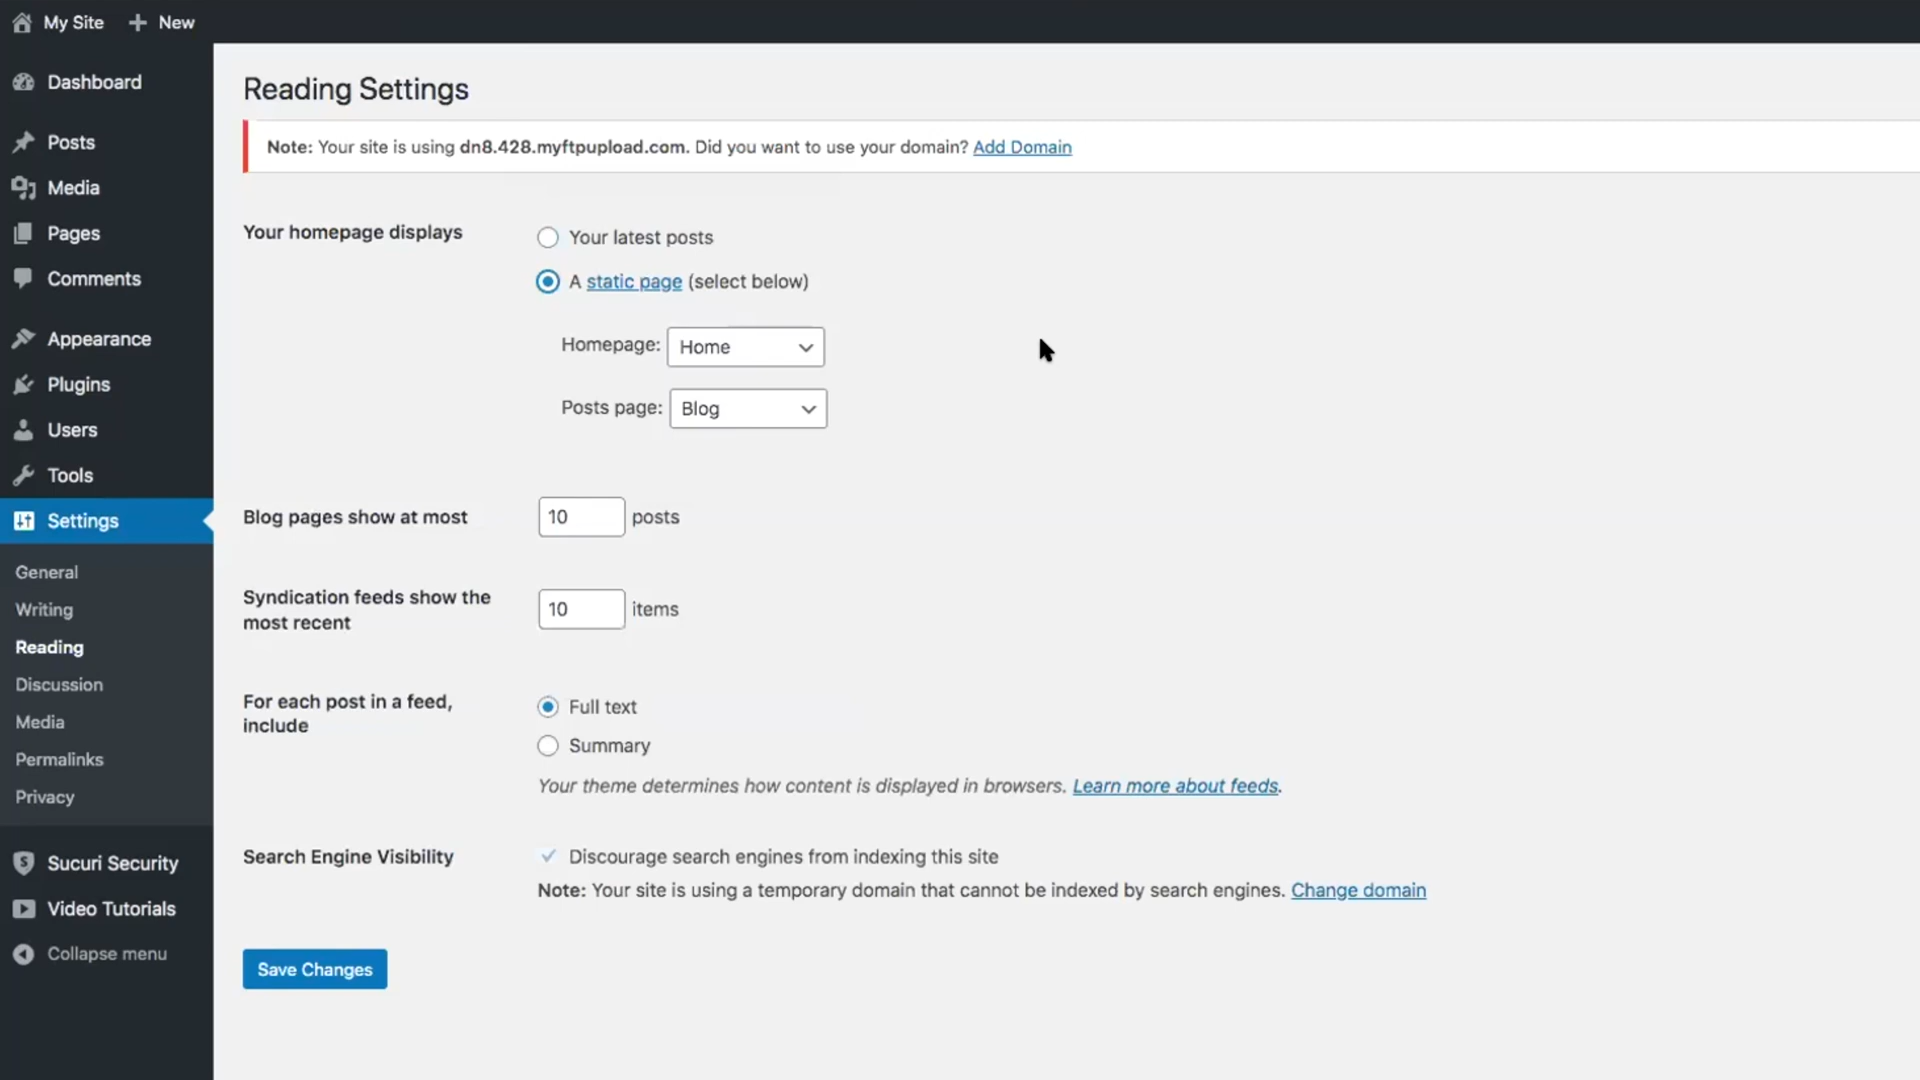 My Site
New
Dashboard
Posts
Media
Pages
Comments
Appearance
Plugins
Users
Tools
Settings
General
Writing
Reading
Discussion
Media
Permalinks
Privacy
Sucuri Security
Video Tutorials
Collapse menu
Reading Settings
Note: Your site is using dn8.428.myftpupload.com. Did you want to use your domain? Add Domain
Your homepage displays
Your latest posts
A static page (select below)
Homepage: Home
Posts page: Blog
Blog pages show at most 10 posts
Syndication feeds show the
most recent
10 items
For each post in a feed,
include
Full text
Summary
Your theme determines how content is displayed in browsers. Learn more about feeds.
Search Engine Visibility
Discourage search engines from indexing this site
Note: Your site is using a temporary domain that cannot be indexed by search engines. Change domain
Save Changes